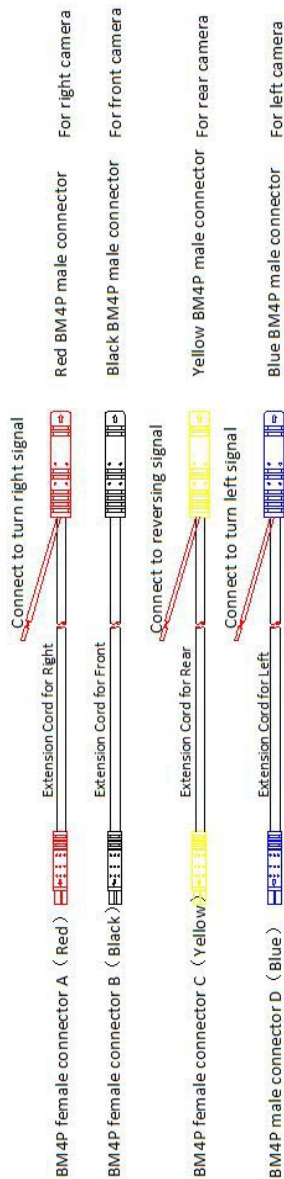 Connect to turn right signal
BM4P female connector A（Red） Extension Cord for Right Red BM4P male connector For right camera
BM4P female connector B（Black） Extension Cord for Front Black BM4P male connector For front camera
Connect to reversing signal
BM4P female connector C（Yellow） Extension Cord for Rear Yellow BM4P male connector For rear camera
Connect to turn left signal
BM4P male connector D（Blue） Extension Cord for Left Blue BM4P male connector For left camera